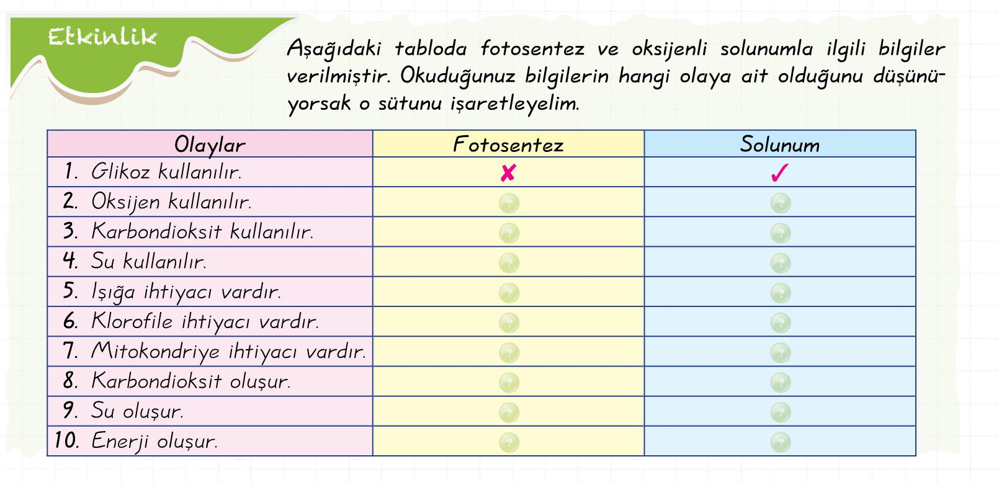 Etkinlik
Aşağıdaki tabloda fotosentez ve oksijenli solunumla ilgili bilgiler
verilmiştir. Okuduğunuz bilgilerin hangi olaya ait olduğunu düşünü-
yorsak o sütunu işaretleyelim.
Olaylar Fotosentez Solunum
1. Glikoz kullanılır. ✘ ✓
2. Oksijen kullanılır. ? ?
3. Karbondioksit kullanılır. ? ?
4. Su kullanılır. ? ?
5. Işığa ihtiyacı vardır. ? ?
6. Klorofile ihtiyacı vardır. ? ?
7. Mitokondriye ihtiyacı vardır. ? ?
8. Karbondioksit oluşur. ? ?
9. Su oluşur. ? ?
10. Enerji oluşur. ? ?